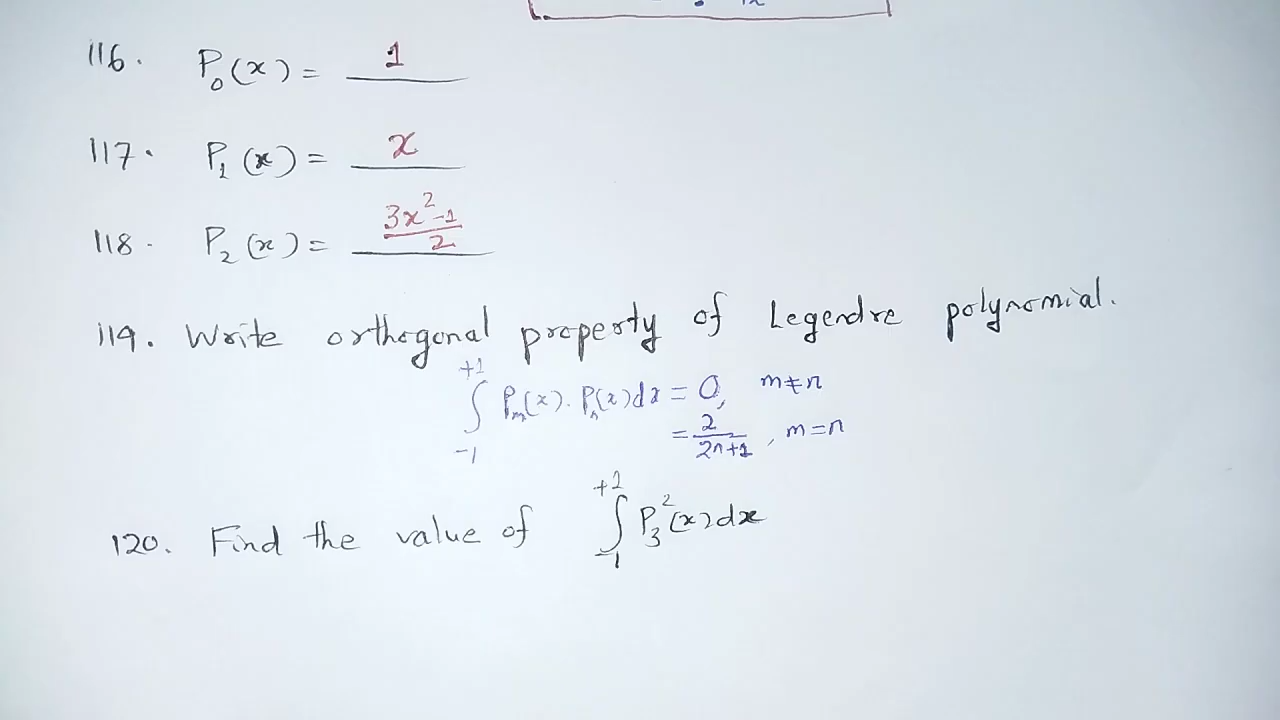 116. P₀(x) = 1
117. P₁(x) = x
118. P₂(x) = (3x²-1)/2
119. Write orthogonal property of Legendre polynomial.
∫₋₁⁺¹ Pₘ(x). Pₙ(x)dx = 0, m≠n
= 2/(2n+1), m=n
120. Find the value of ∫₋₁⁺¹ P₃²(x)dx